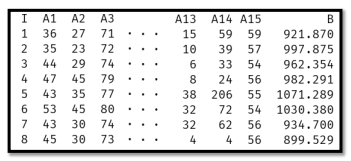 I A1 A2 A3 A13 A14 A15 B
1 36 27 71 · · · 15 59 59 921.870
2 35 23 72 · · · 10 39 57 997.875
3 44 29 74 · · · 6 33 54 962.354
4 47 45 79 · · · 8 24 56 982.291
5 43 35 77 · · · 38 206 55 1071.289
6 53 45 80 · · · 32 72 54 1030.380
7 43 30 74 · · · 32 62 56 934.700
8 45 30 73 · · · 4 4 56 899.529